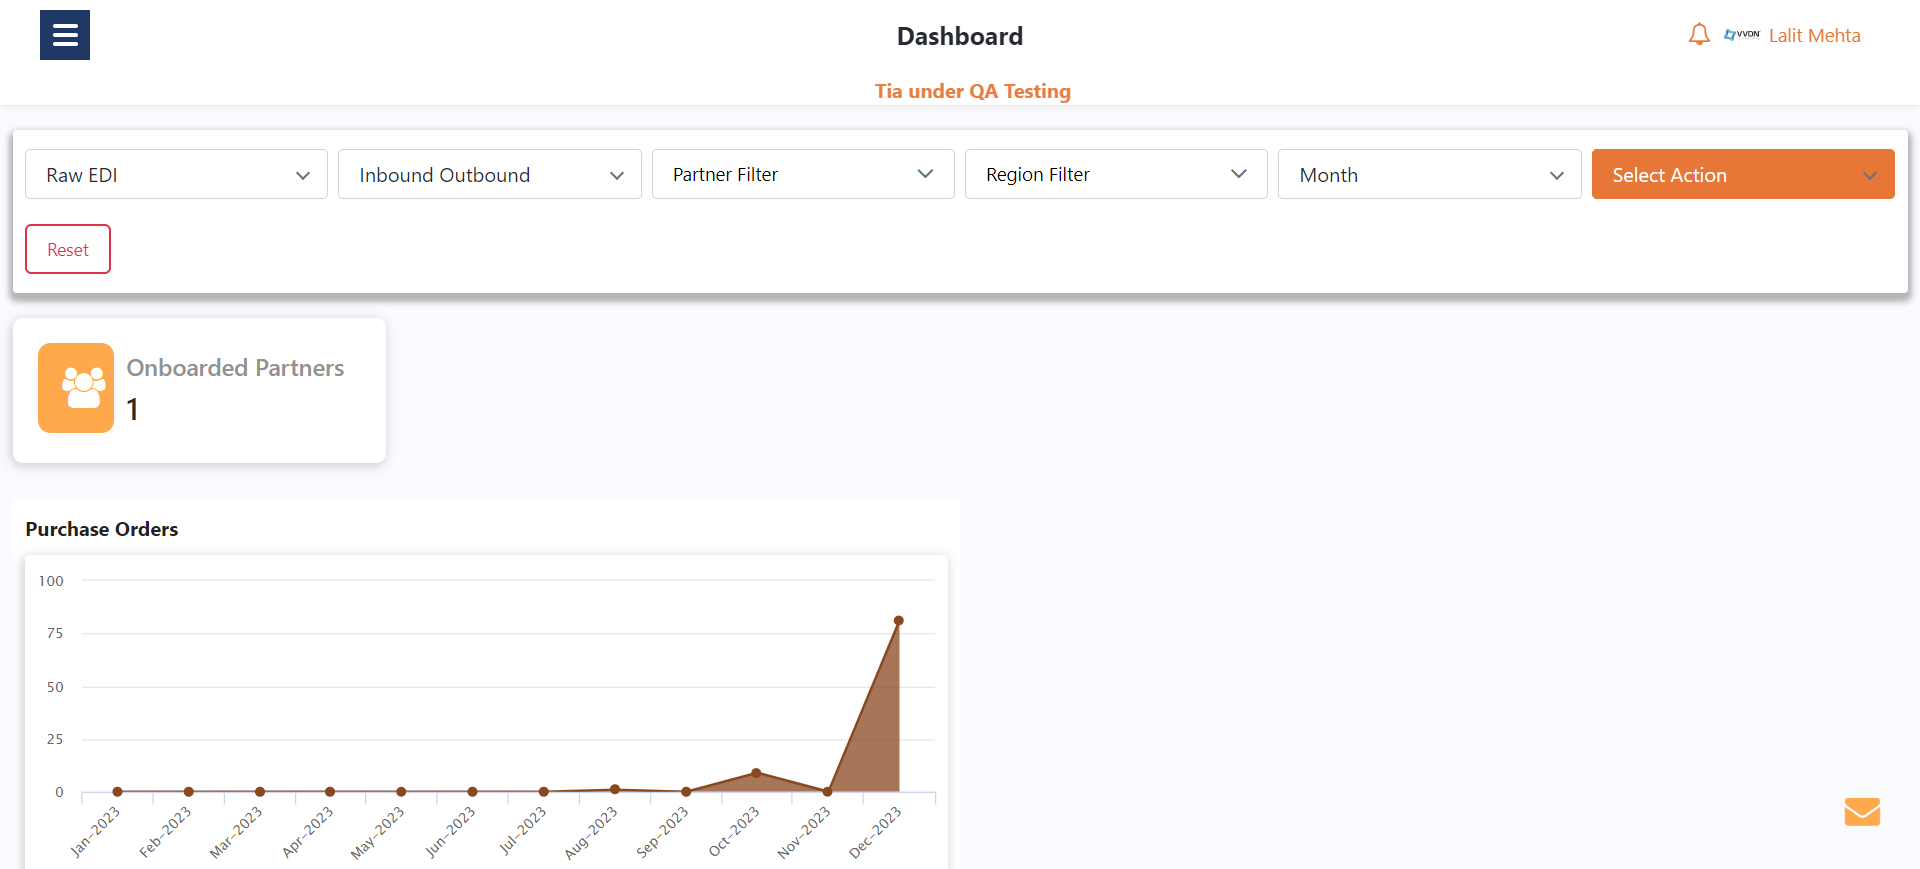 Dashboard
VVDN Lalit Mehta
Tia under QA Testing
Raw EDI
Inbound Outbound
Partner Filter
Region Filter
Month
Select Action
Reset
Onboarded Partners
1
Purchase Orders
100
75
50
25
0
Jan-2023
Feb-2023
Mar-2023
Apr-2023
May-2023
Jun-2023
Jul-2023
Aug-2023
Sep-2023
Oct-2023
Nov-2023
Dec-2023